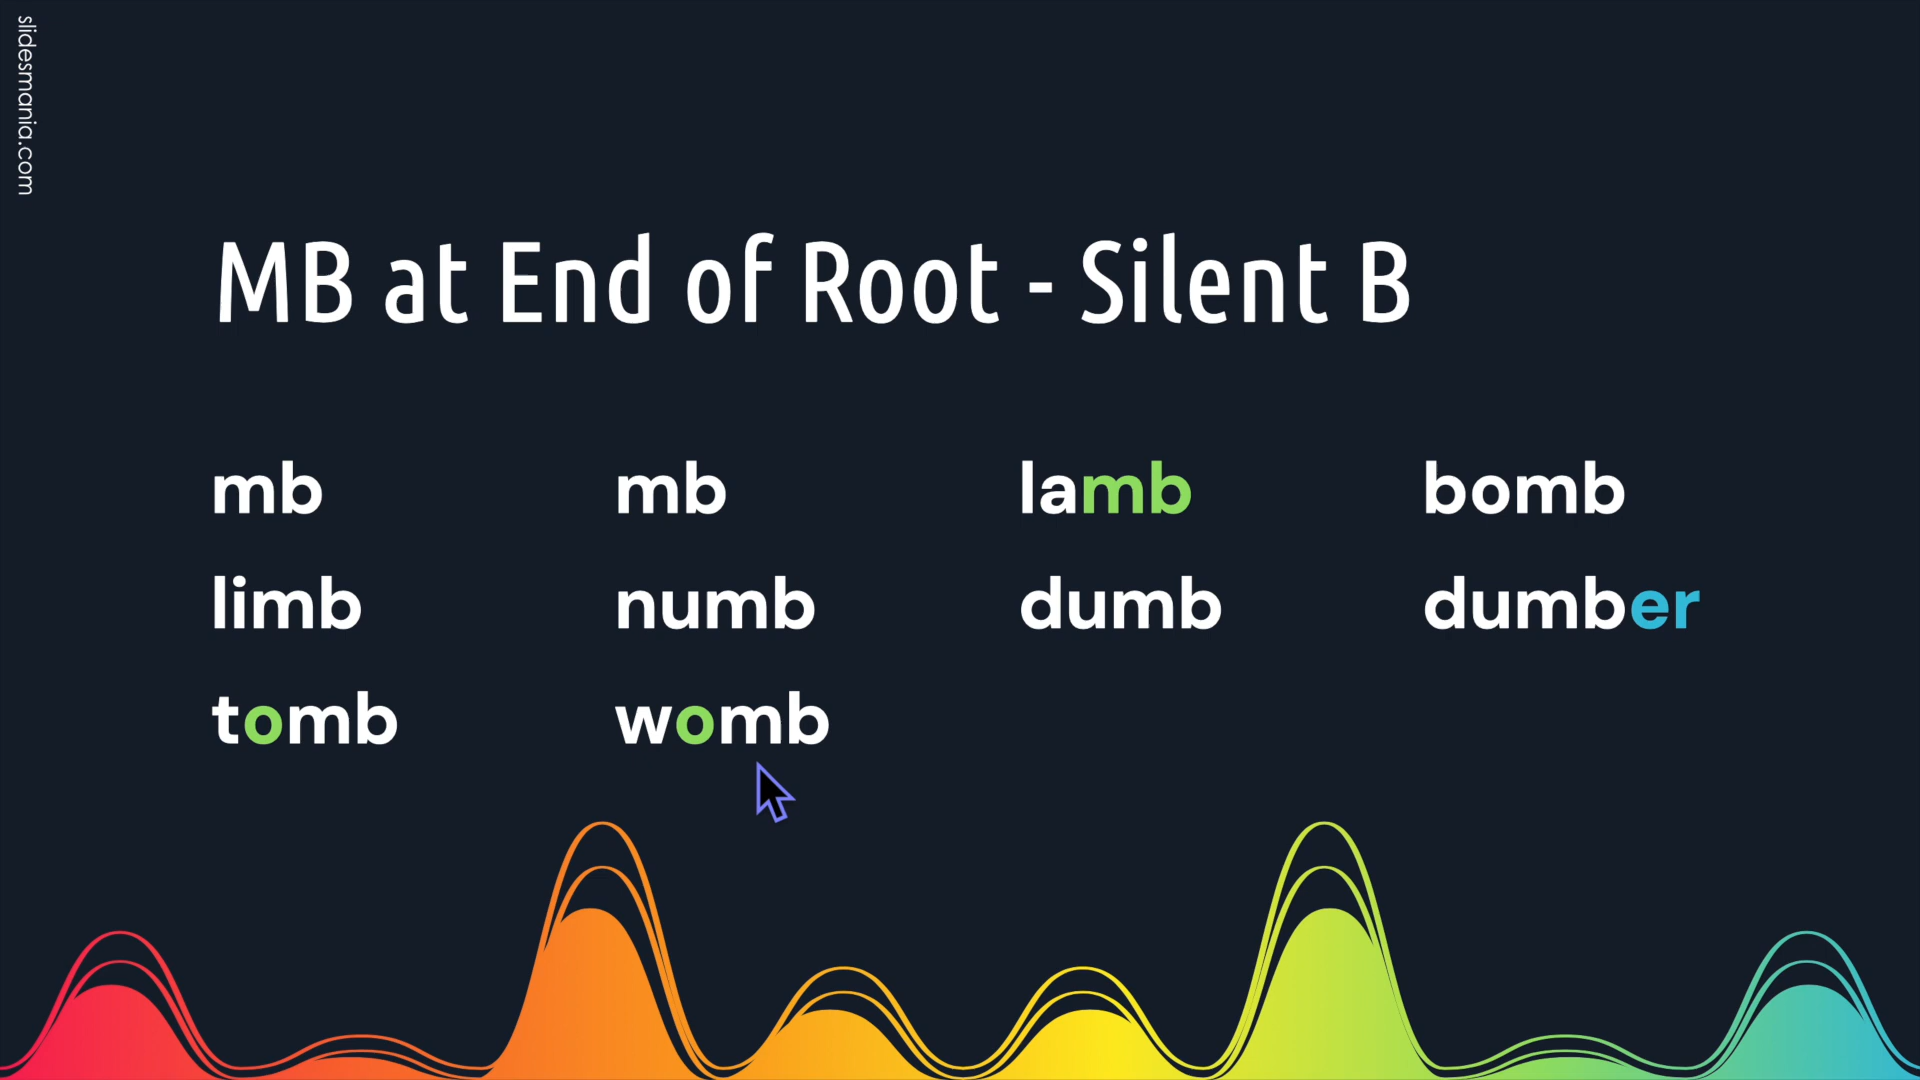 slidesmania.com
MB at End of Root - Silent B
mb mb lamb bomb
limb numb dumb dumber
tomb womb